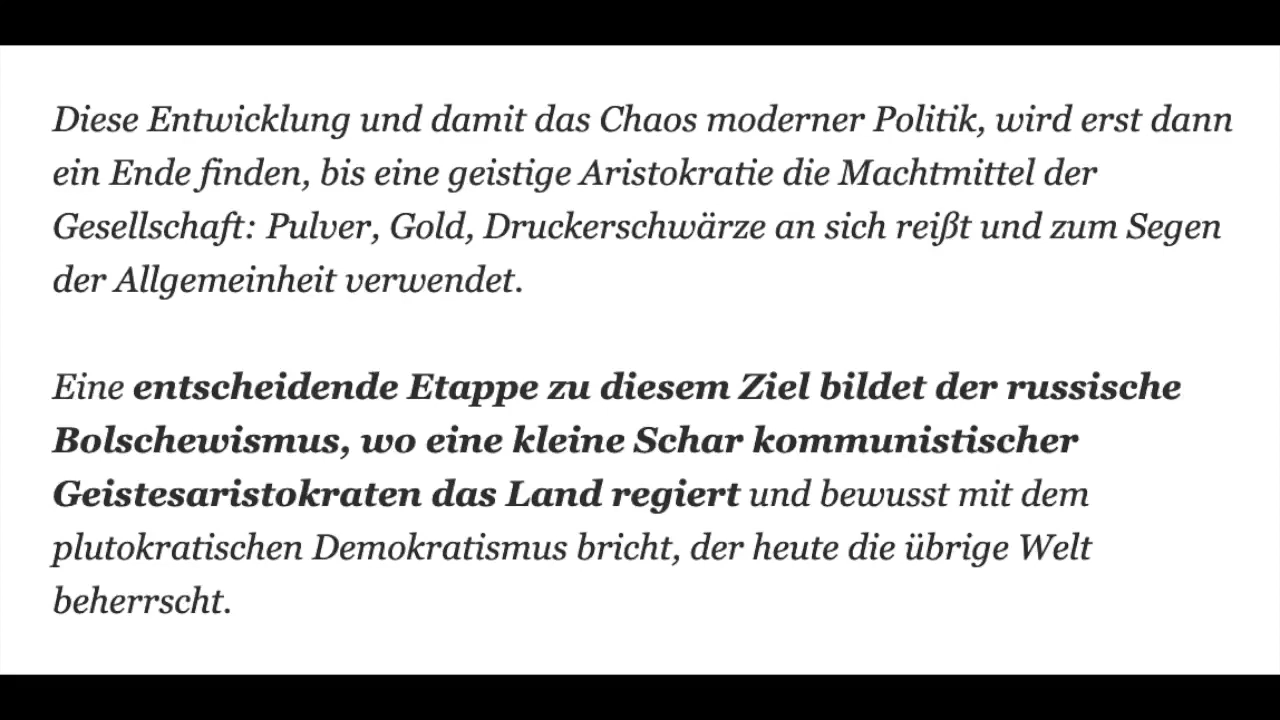 Diese Entwicklung und damit das Chaos moderner Politik, wird erst dann
ein Ende finden, bis eine geistige Aristokratie die Machtmittel der
Gesellschaft: Pulver, Gold, Druckerschwärze an sich reißt und zum Segen
der Allgemeinheit verwendet.
Eine entscheidende Etappe zu diesem Ziel bildet der russische
Bolschewismus, wo eine kleine Schar kommunistischer
Geistesaristokraten das Land regiert und bewusst mit dem
plutokratischen Demokratismus bricht, der heute die übrige Welt
beherrscht.